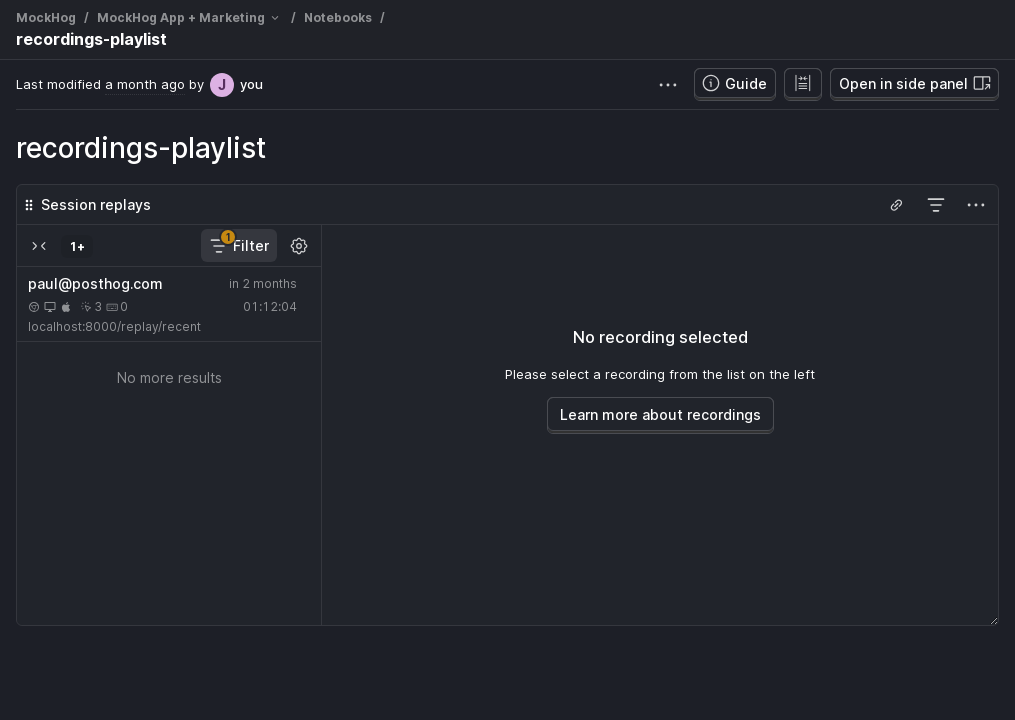 MockHog / MockHog App + Marketing / Notebooks /
recordings-playlist
Last modified a month ago by J you
Guide
Open in side panel
recordings-playlist
Session replays
1+
1
Filter
paul@posthog.com in 2 months
3 0 01:12:04
localhost:8000/replay/recent
No more results
No recording selected
Please select a recording from the list on the left
Learn more about recordings